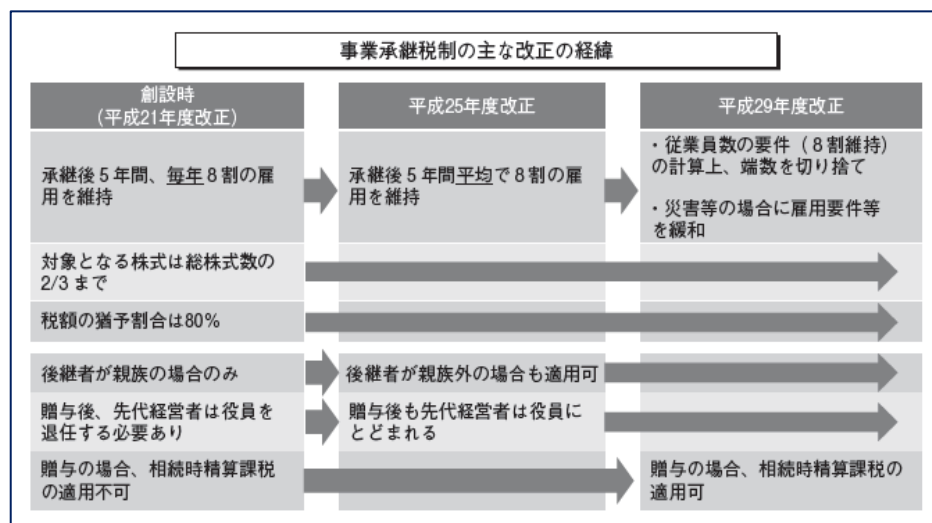 事業承継税制の主な改正の経緯
創設時
(平成21年度改正)
平成25年度改正
平成29年度改正
承継後5年間、毎年8割の雇
用を維持
承継後5年間平均で8割の雇
用を維持
・従業員数の要件(8割維持)
の計算上、端数を切り捨て
・災害等の場合に雇用要件等
を緩和
対象となる株式は総株式数の
2/3まで
税額の猶予割合は80%
後継者が親族の場合のみ
後継者が親族外の場合も適用可
贈与後、先代経営者は役員を
退任する必要あり
贈与後も先代経営者は役員に
とどまれる
贈与の場合、相続時精算課税
の適用不可
贈与の場合、相続時精算課税の
適用可